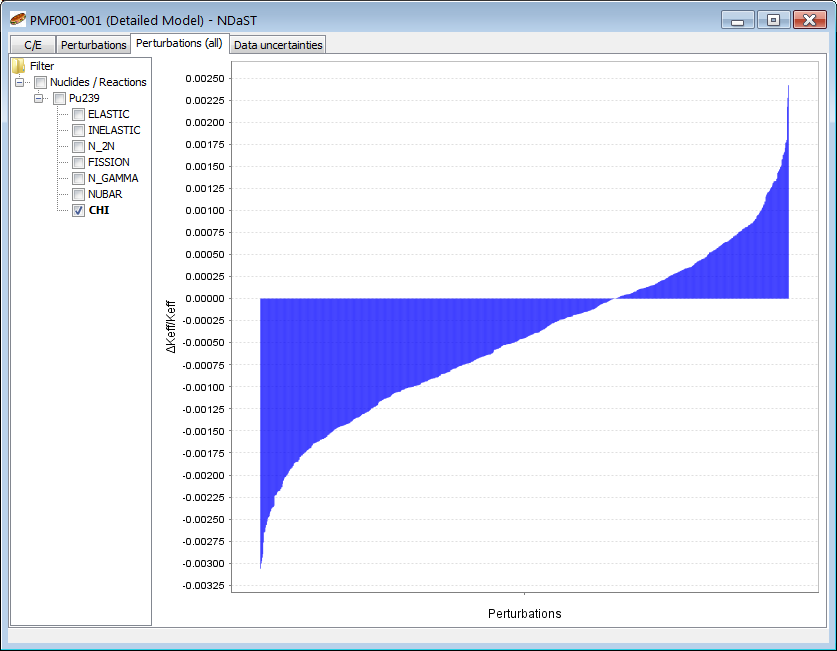 PMF001-001 (Detailed Model) - NDaST
C/E
Perturbations
Perturbations (all)
Data uncertainties
Filter
Nuclides / Reactions
Pu239
ELASTIC
INELASTIC
N_2N
FISSION
N_GAMMA
NUBAR
CHI
ΔKeff/Keff
0.00250
0.00225
0.00200
0.00175
0.00150
0.00125
0.00100
0.00075
0.00050
0.00025
0.00000
-0.00025
-0.00050
-0.00075
-0.00100
-0.00125
-0.00150
-0.00175
-0.00200
-0.00225
-0.00250
-0.00275
-0.00300
-0.00325
Perturbations